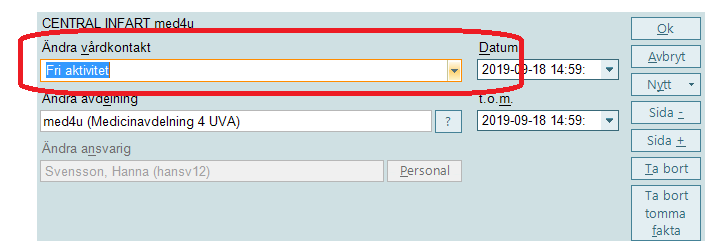 CENTRAL INFART med4u
Ändra vårdkontakt
Datum
Fri aktivitet
2019-09-18 14:59:
Ändra avdelning
t.o.m.
med4u (Medicinavdelning 4 UVA)
?
2019-09-18 14:59:
Ändra ansvarig
Svensson, Hanna (hansv12)
Personal
Ok
Avbryt
Nytt
Sida -
Sida +
Ta bort
Ta bort
tomma
fakta